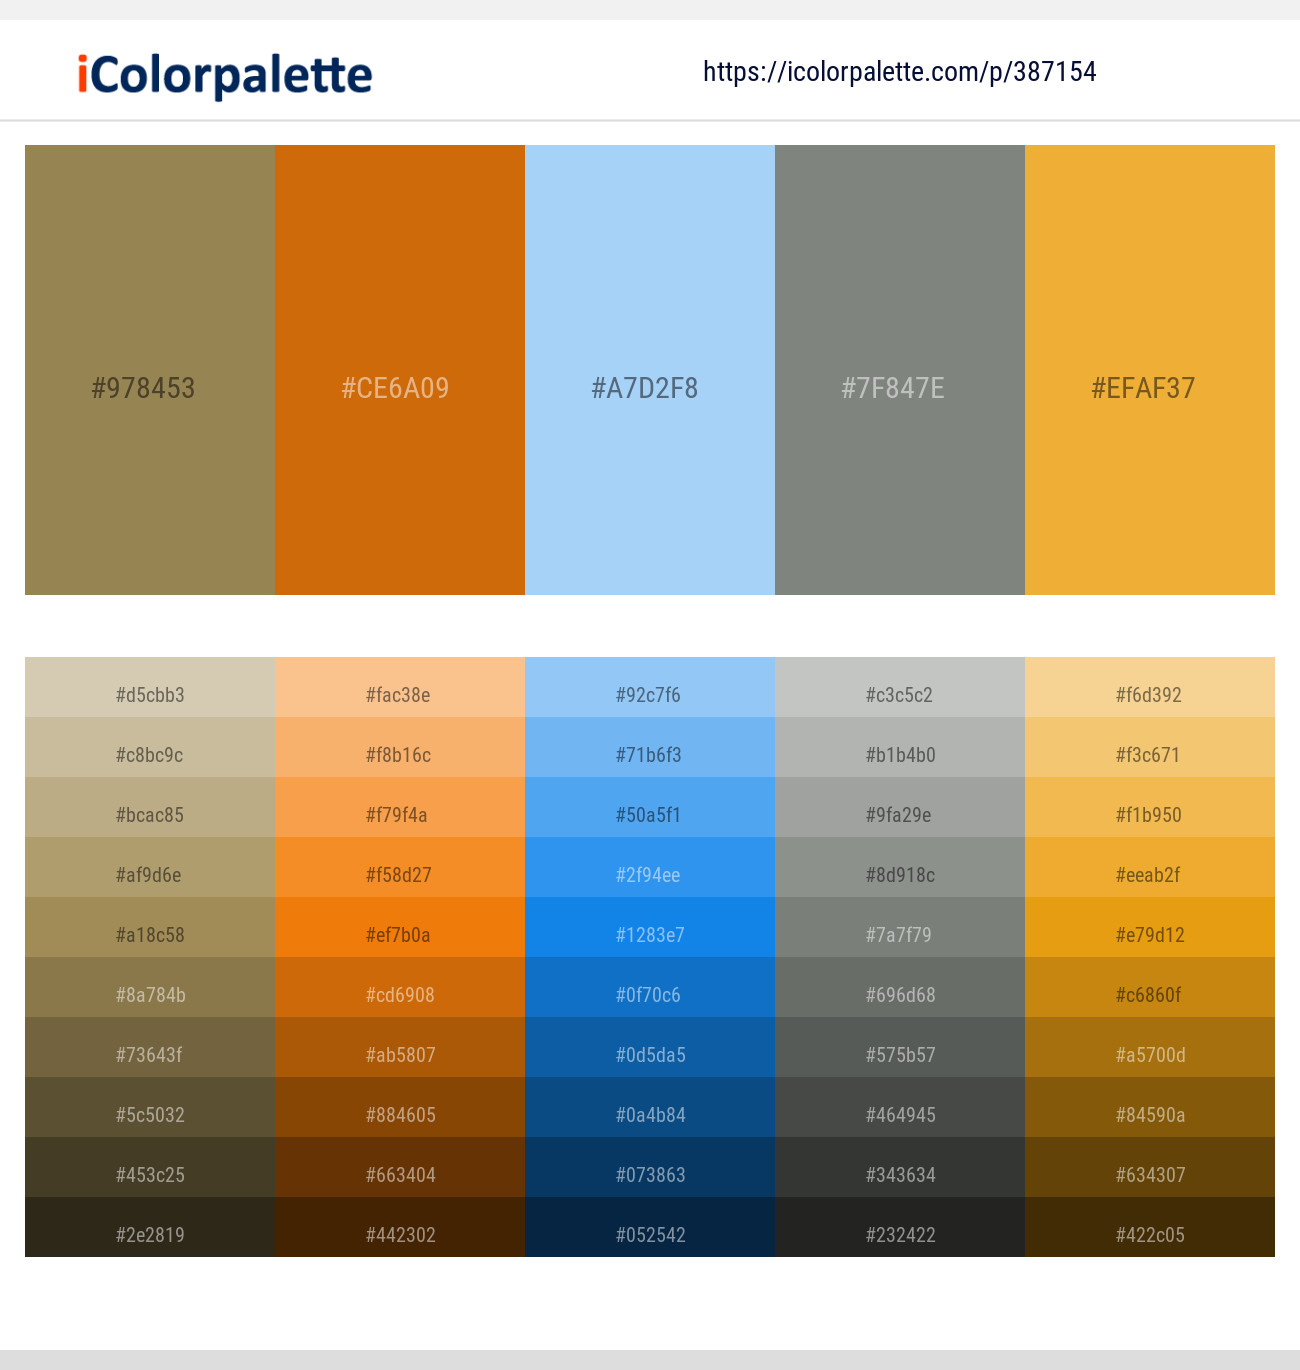 iColorpalette
https://icolorpalette.com/p/387154
#978453 #CE6A09 #A7D2F8 #7F847E #EFAF37
#d5cbb3 #fac38e #92c7f6 #c3c5c2 #f6d392
#c8bc9c #f8b16c #71b6f3 #b1b4b0 #f3c671
#bcac85 #f79f4a #50a5f1 #9fa29e #f1b950
#af9d6e #f58d27 #2f94ee #8d918c #eeab2f
#a18c58 #ef7b0a #1283e7 #7a7f79 #e79d12
#8a784b #cd6908 #0f70c6 #696d68 #c6860f
#73643f #ab5807 #0d5da5 #575b57 #a5700d
#5c5032 #884605 #0a4b84 #464945 #84590a
#453c25 #663404 #073863 #343634 #634307
#2e2819 #442302 #052542 #232422 #422c05